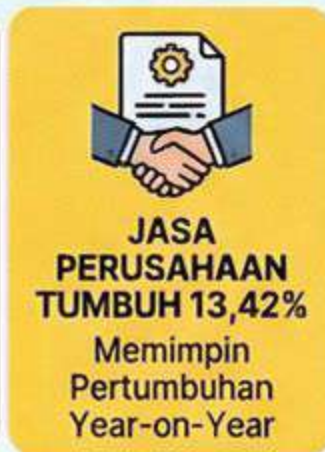 JASA
PERUSAHAAN
TUMBUH 13,42%
Memimpin
Pertumbuhan
Year-on-Year